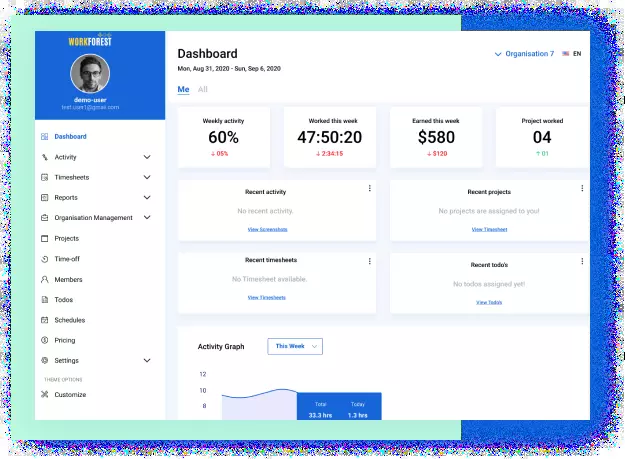 WORKFOREST
demo-user
test.user1@gmail.com
Dashboard
Activity
Timesheets
Reports
Organisation Management
Projects
Time-off
Members
Todos
Schedules
Pricing
Settings
THEME OPTIONS
Customize
Dashboard
Mon, Aug 31, 2020 - Sun, Sep 6, 2020
Organisation 7 EN
Me All
Weekly activity
60%
↓ 05%
Worked this week
47:50:20
↓ 2:34:15
Earned this week
$580
↓ $120
Project worked
04
↑ 01
Recent activity
No recent activity.
View Screenshots
Recent projects
No projects are assigned to you!
View Timesheet
Recent timesheets
No Timesheet available.
View Timesheets
Recent todo's
No todos assigned yet!
View Todo's
Activity Graph
This Week
12
10
8
Total Today
33.3 hrs 1.3 hrs